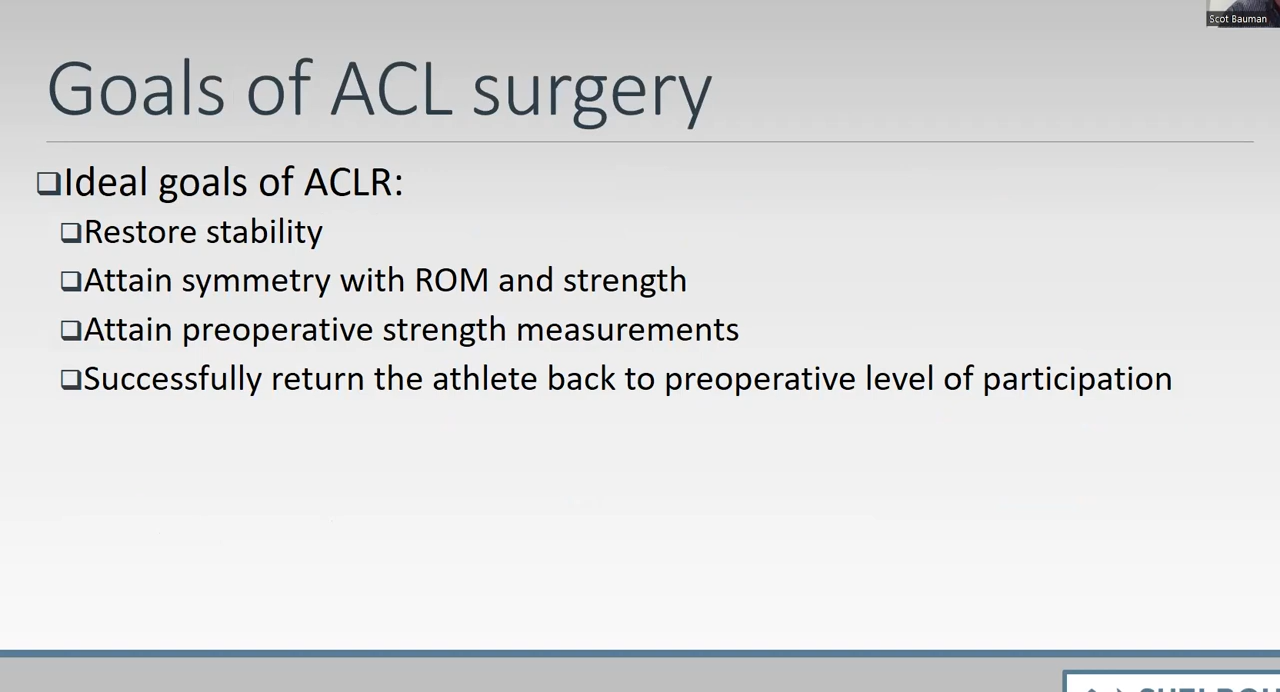 Scot Bauman
Goals of ACL surgery
❑Ideal goals of ACLR:
❑Restore stability
❑Attain symmetry with ROM and strength
❑Attain preoperative strength measurements
❑Successfully return the athlete back to preoperative level of participation